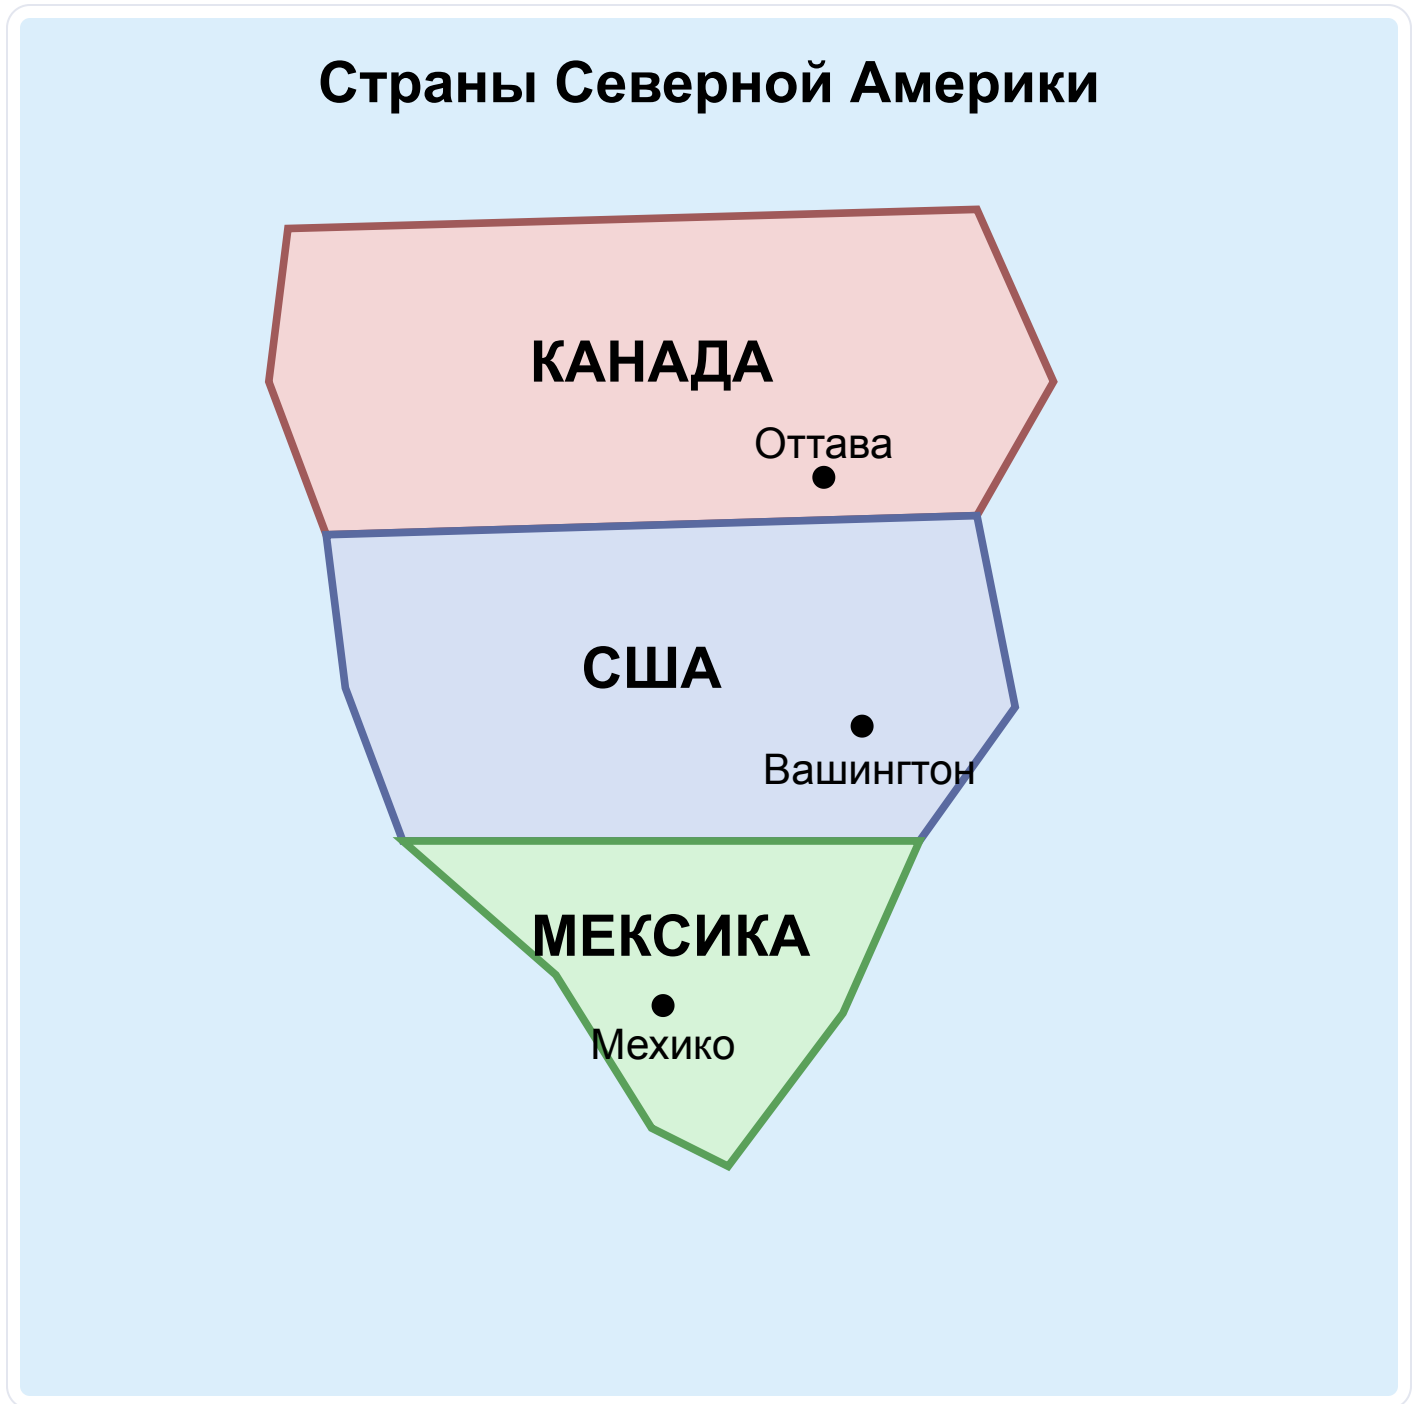 Страны Северной Америки
КАНАДА
Оттава
США
Вашингтон
МЕКСИКА
Мехико